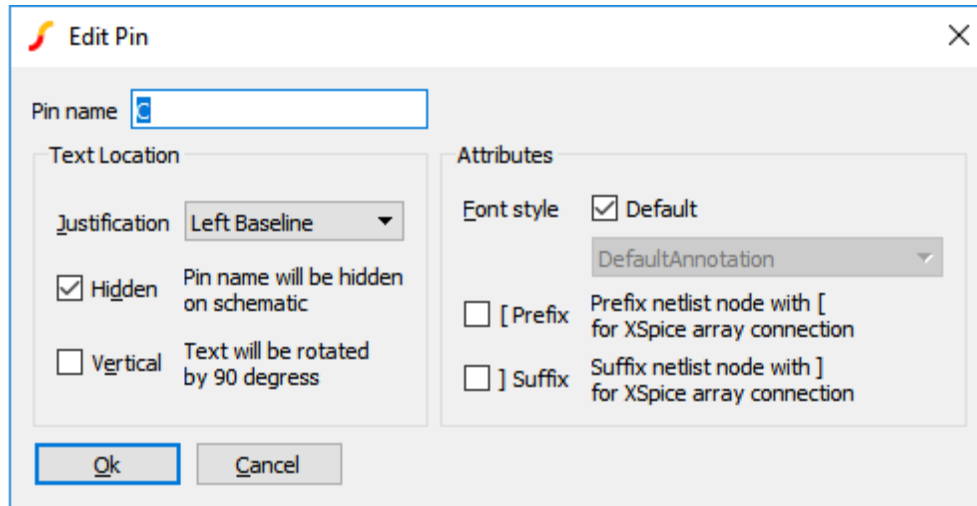 Edit Pin
Pin name C
Text Location
Justification Left Baseline
Hidden Pin name will be hidden
on schematic
Vertical Text will be rotated
by 90 degress
Attributes
Font style Default
DefaultAnnotation
[ Prefix Prefix netlist node with [
for XSpice array connection
] Suffix Suffix netlist node with ]
for XSpice array connection
Ok Cancel